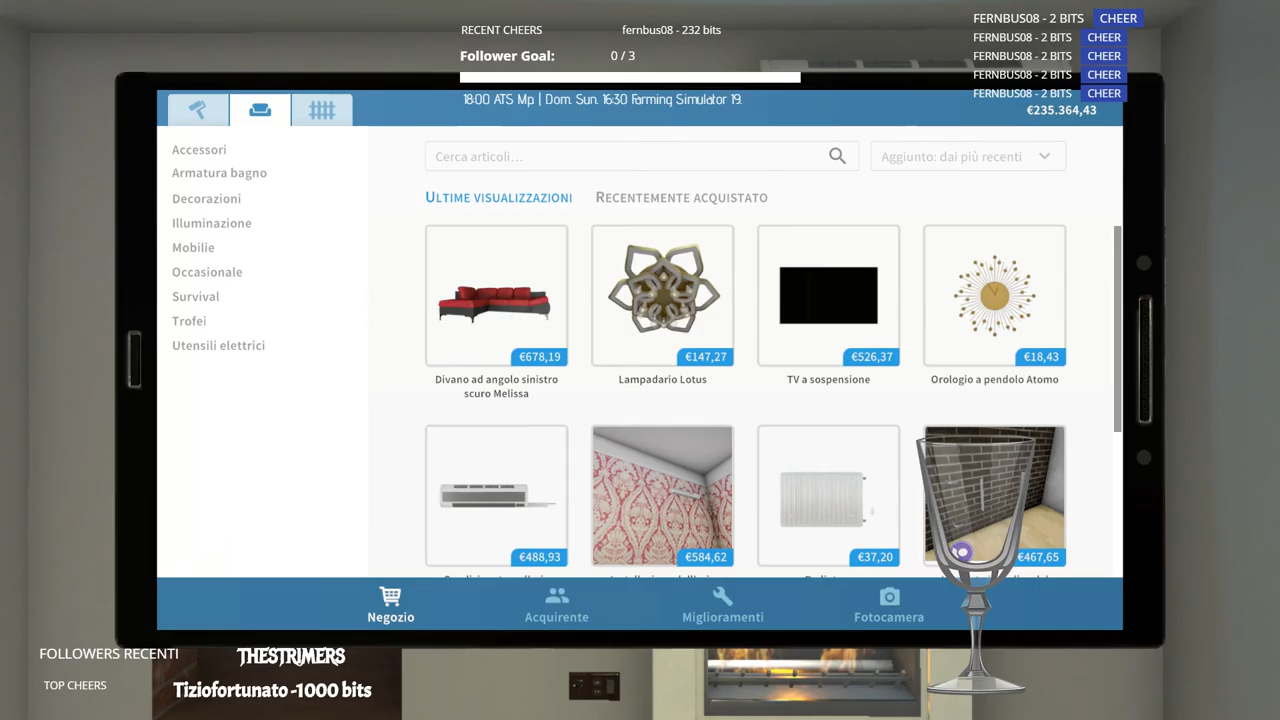 RECENT CHEERS
fernbus08 - 232 bits
Follower Goal:
0 / 3
FERNBUS08 - 2 BITS CHEER
FERNBUS08 - 2 BITS CHEER
FERNBUS08 - 2 BITS CHEER
FERNBUS08 - 2 BITS CHEER
FERNBUS08 - 2 BITS CHEER
18:00 ATS Mp | Dom. Sun. 16:30 Farming Simulator 19.
€235.364,43
Accessori
Armatura bagno
Decorazioni
Illuminazione
Mobilie
Occasionale
Survival
Trofei
Utensili elettrici
Cerca articoli...
Aggiunto: dai più recenti
ULTIME VISUALIZZAZIONI
RECENTEMENTE ACQUISTATO
€678,19
€147,27
€526,37
€18,43
Divano ad angolo sinistro
scuro Melissa
Lampadario Lotus
TV a sospensione
Orologio a pendolo Atomo
€488,93
€584,62
€37,20
€467,65
Negozio
Acquirente
Miglioramenti
Fotocamera
FOLLOWERS RECENTI
THESTRIMERS
TOP CHEERS
Tiziofortunato -1000 bits